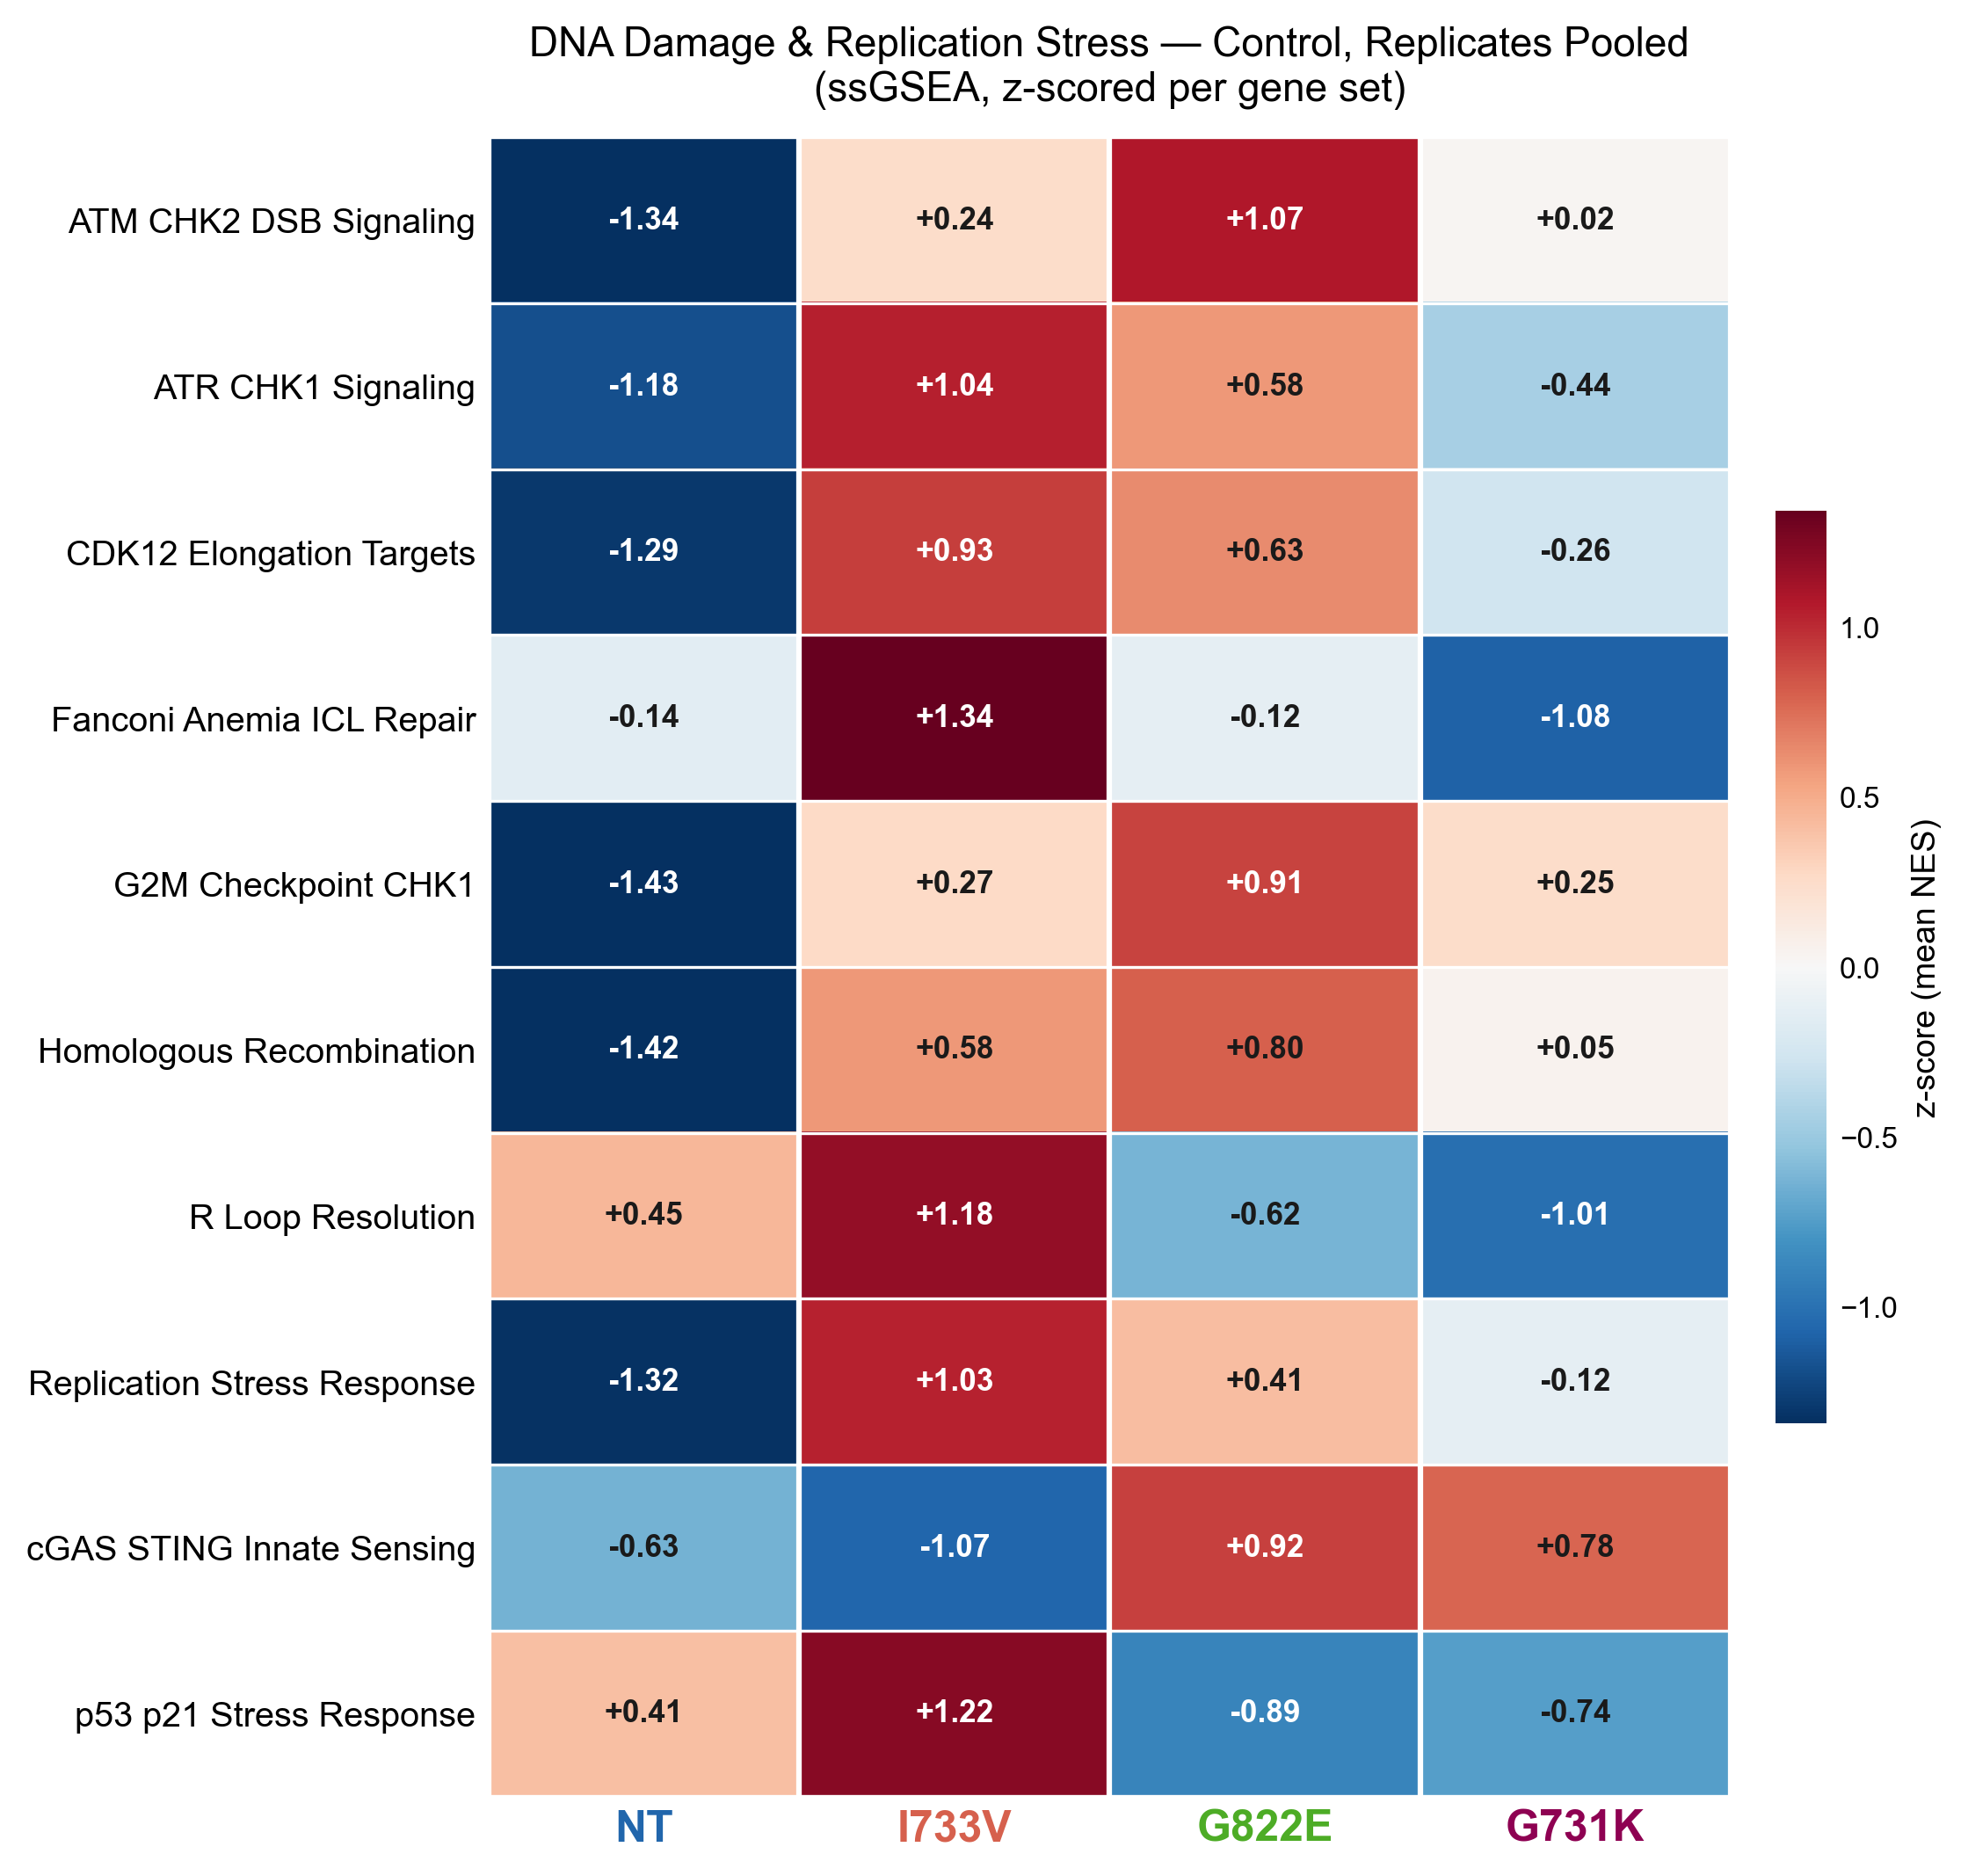 DNA Damage & Replication Stress — Control, Replicates Pooled
(ssGSEA, z-scored per gene set)
ATM CHK2 DSB Signaling -1.34 +0.24 +1.07 +0.02
ATR CHK1 Signaling -1.18 +1.04 +0.58 -0.44
CDK12 Elongation Targets -1.29 +0.93 +0.63 -0.26
Fanconi Anemia ICL Repair -0.14 +1.34 -0.12 -1.08
G2M Checkpoint CHK1 -1.43 +0.27 +0.91 +0.25
Homologous Recombination -1.42 +0.58 +0.80 +0.05
R Loop Resolution +0.45 +1.18 -0.62 -1.01
Replication Stress Response -1.32 +1.03 +0.41 -0.12
cGAS STING Innate Sensing -0.63 -1.07 +0.92 +0.78
p53 p21 Stress Response +0.41 +1.22 -0.89 -0.74
NT I733V G822E G731K
1.0
0.5
0.0
−0.5
−1.0
z-score (mean NES)